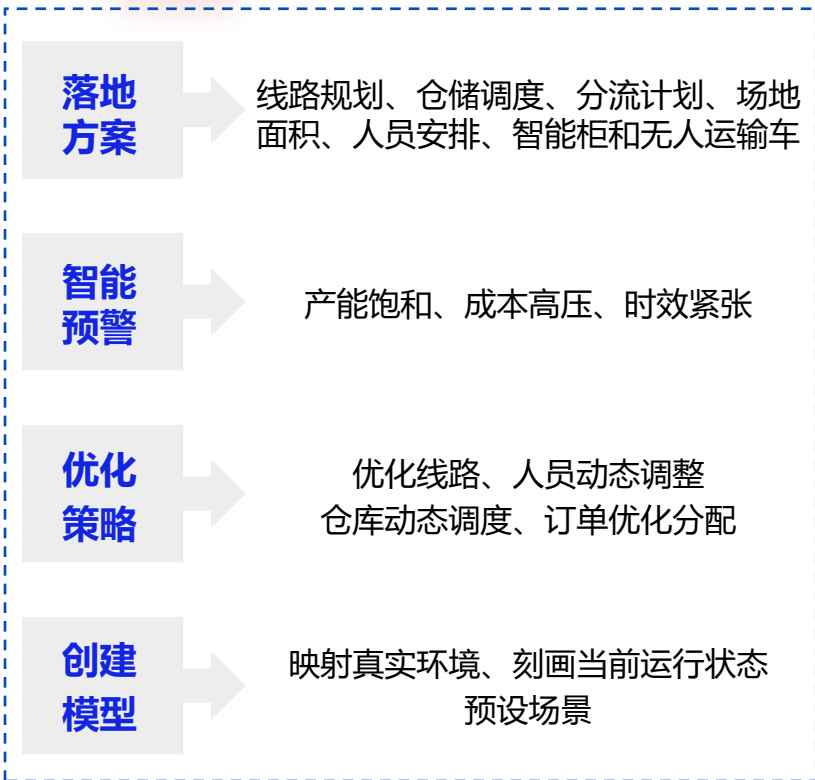 落地
方案
线路规划、仓储调度、分流计划、场地
面积、人员安排、智能柜和无人运输车
智能
预警
产能饱和、成本高压、时效紧张
优化
策略
优化线路、人员动态调整
仓库动态调度、订单优化分配
创建
模型
映射真实环境、刻画当前运行状态
预设场景